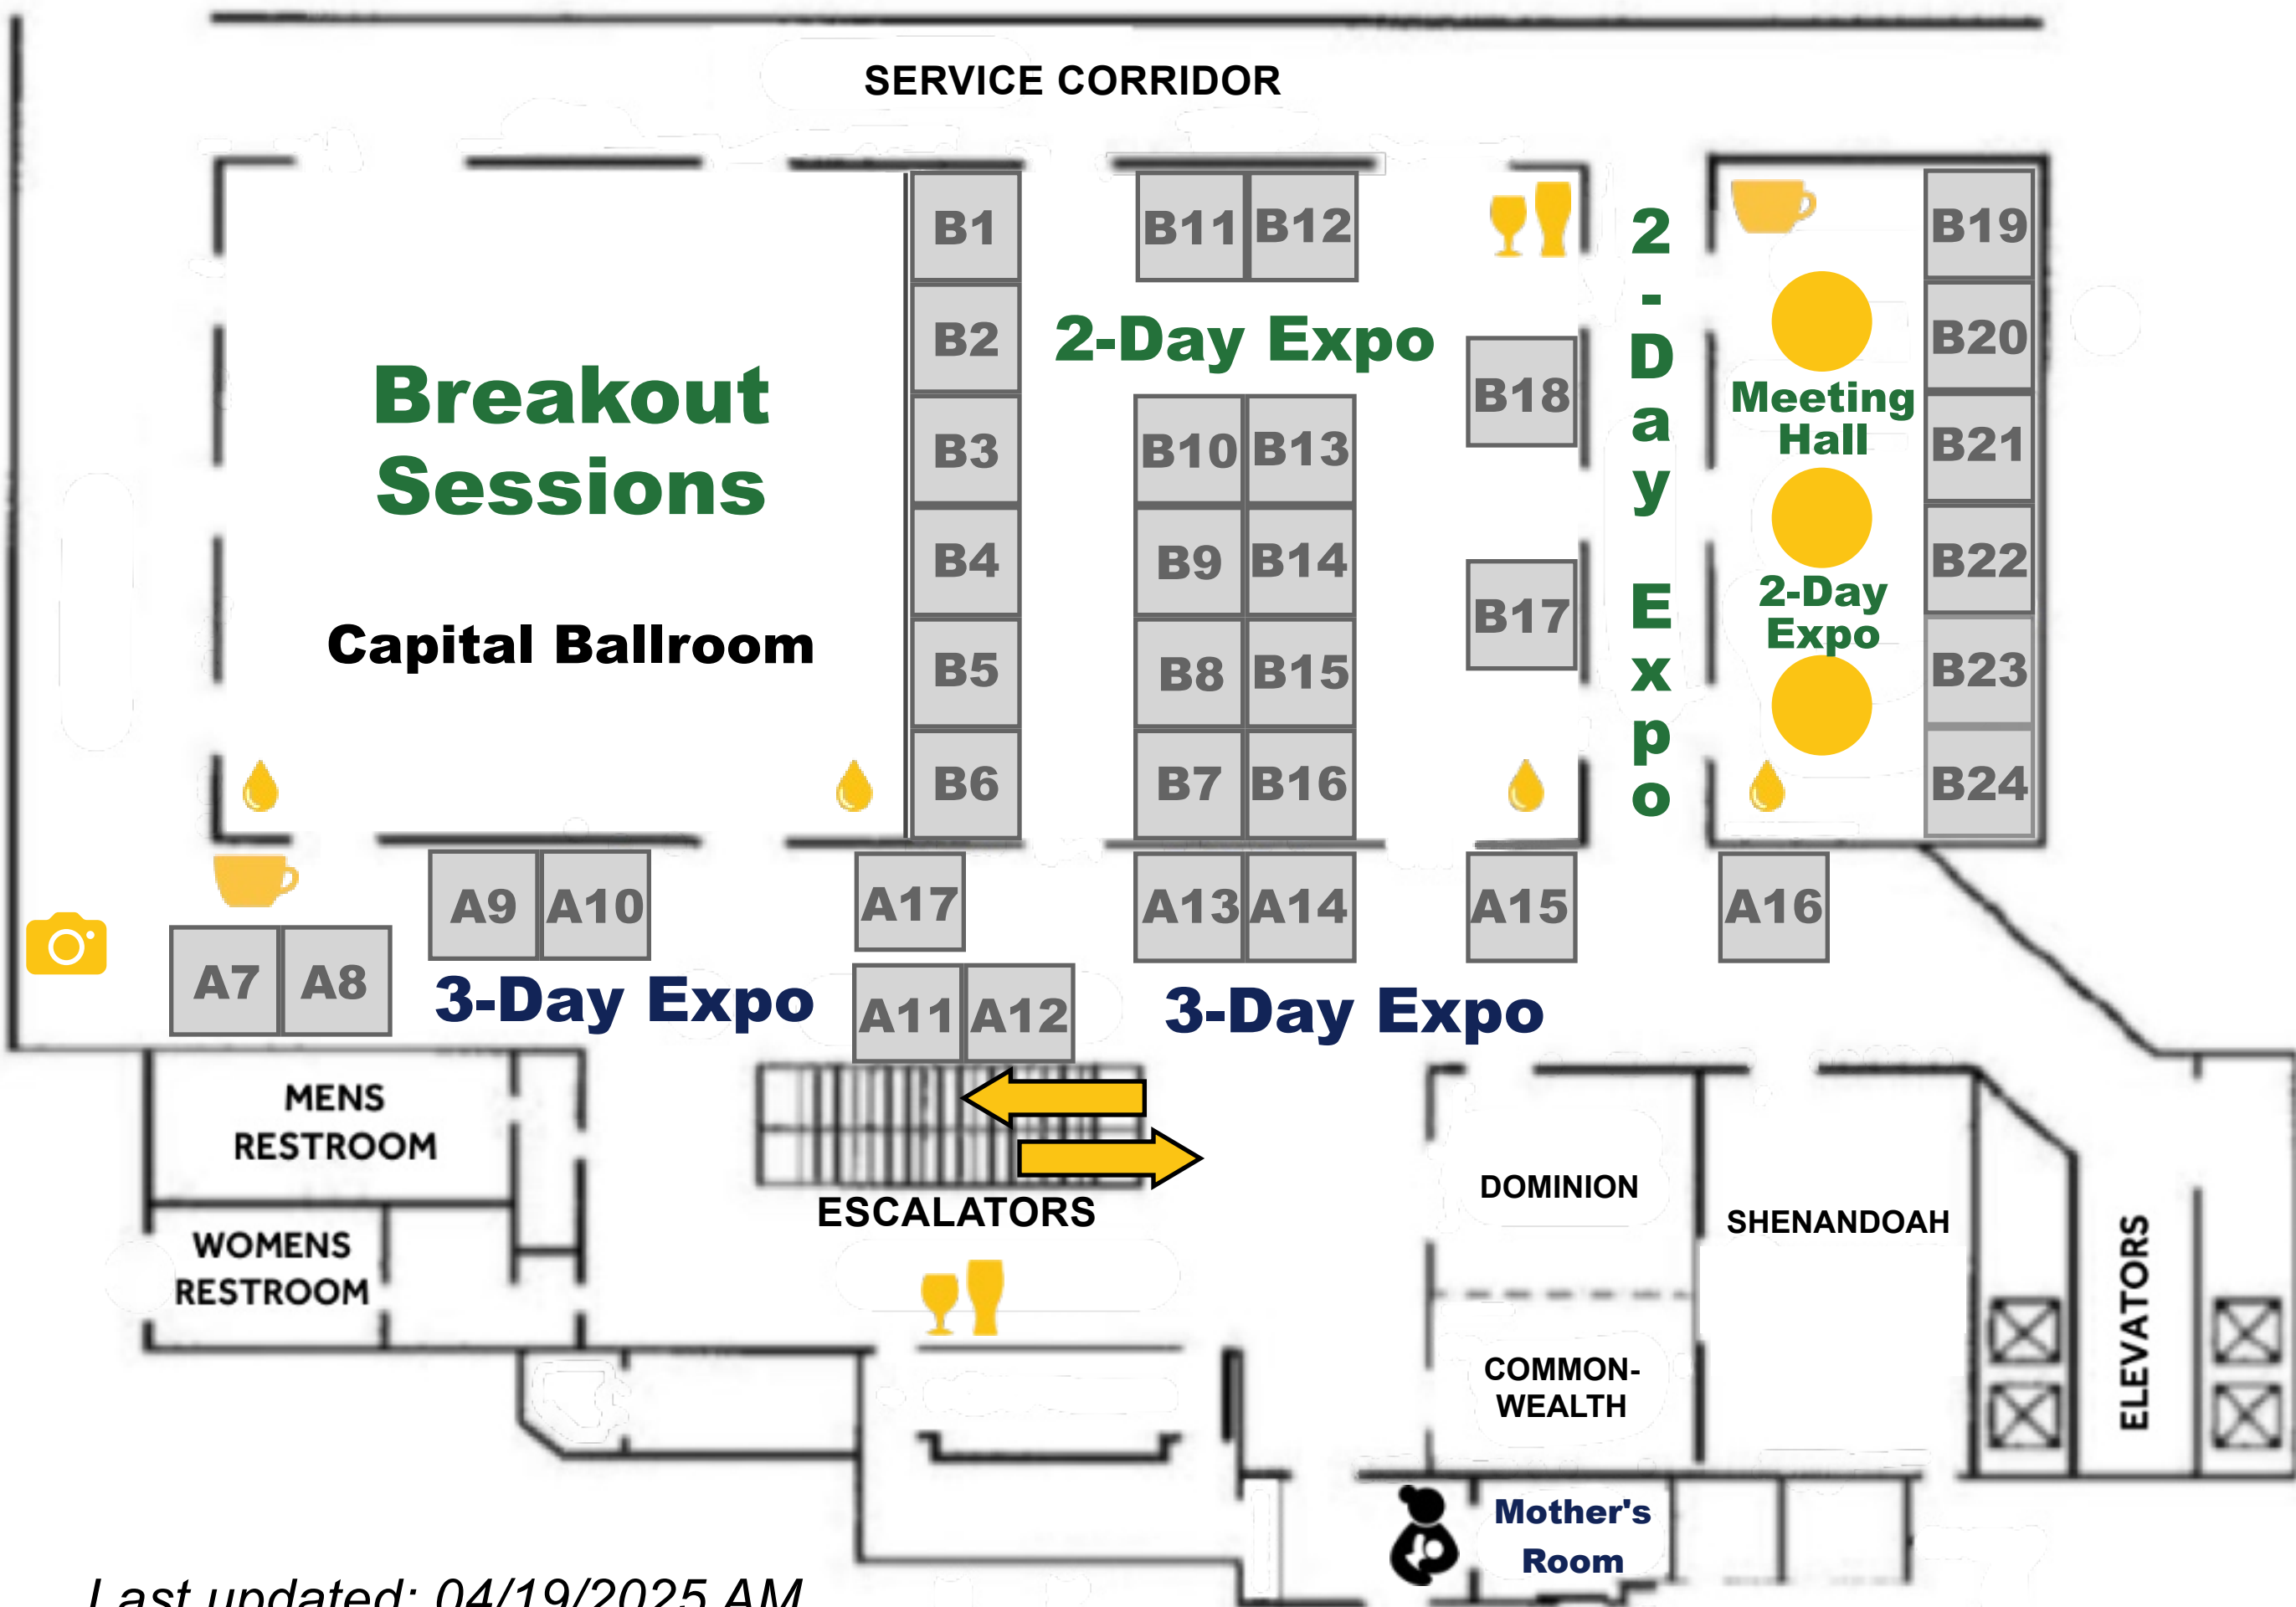 SERVICE CORRIDOR
B1
B11
B12
B19
2-Day Expo
B2
2-Day Expo
B20
Breakout
Sessions
B18
Meeting
Hall
B3
B10
B13
B21
B4
B9
B14
B22
Capital Ballroom
B17
2-Day
Expo
B5
B8
B15
B23
B6
B7
B16
B24
A9
A10
A17
A13
A14
A15
A16
A7
A8
3-Day Expo
A11
A12
3-Day Expo
MENS
RESTROOM
WOMENS
RESTROOM
ESCALATORS
DOMINION
SHENANDOAH
COMMON-
WEALTH
ELEVATORS
Mother's
Room
Last updated: 04/19/2025 AM